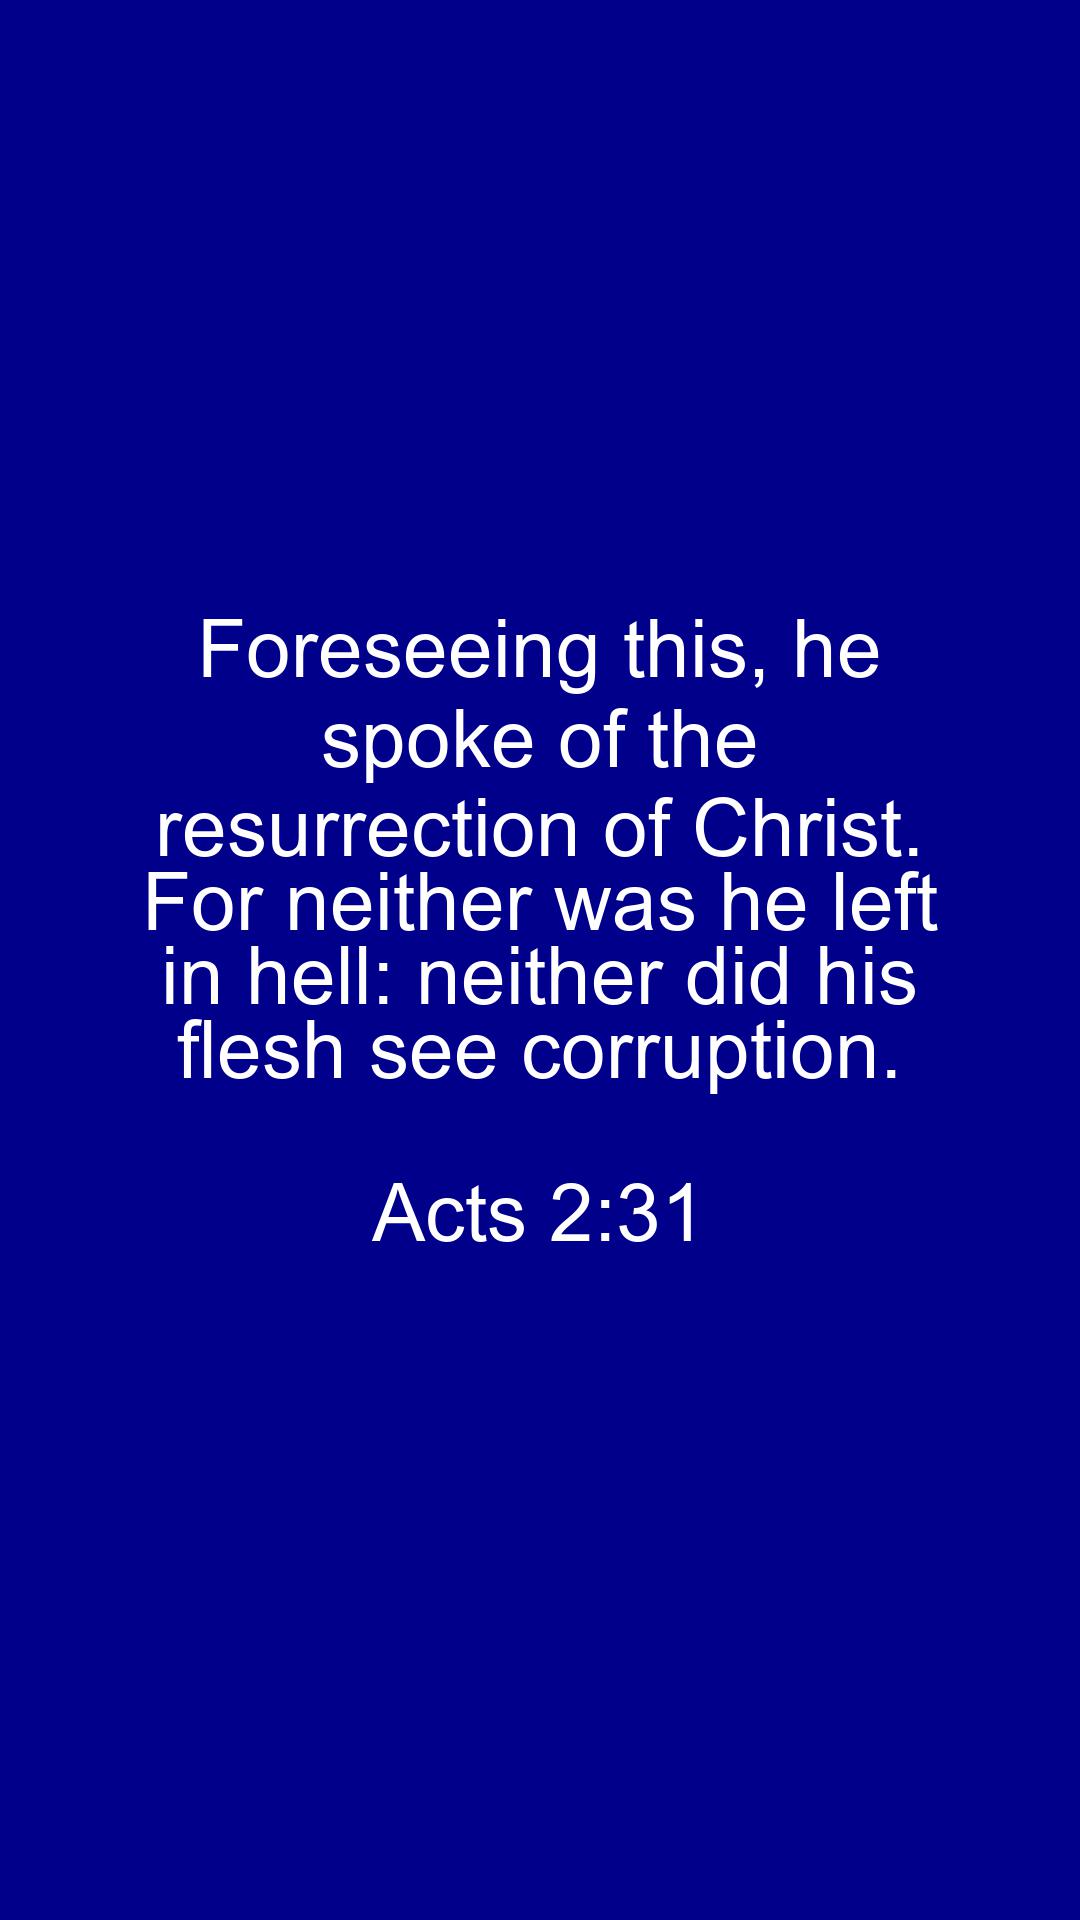 Foreseeing this, he
spoke of the
resurrection of Christ.
For neither was he left
in hell: neither did his
flesh see corruption.
Acts 2:31